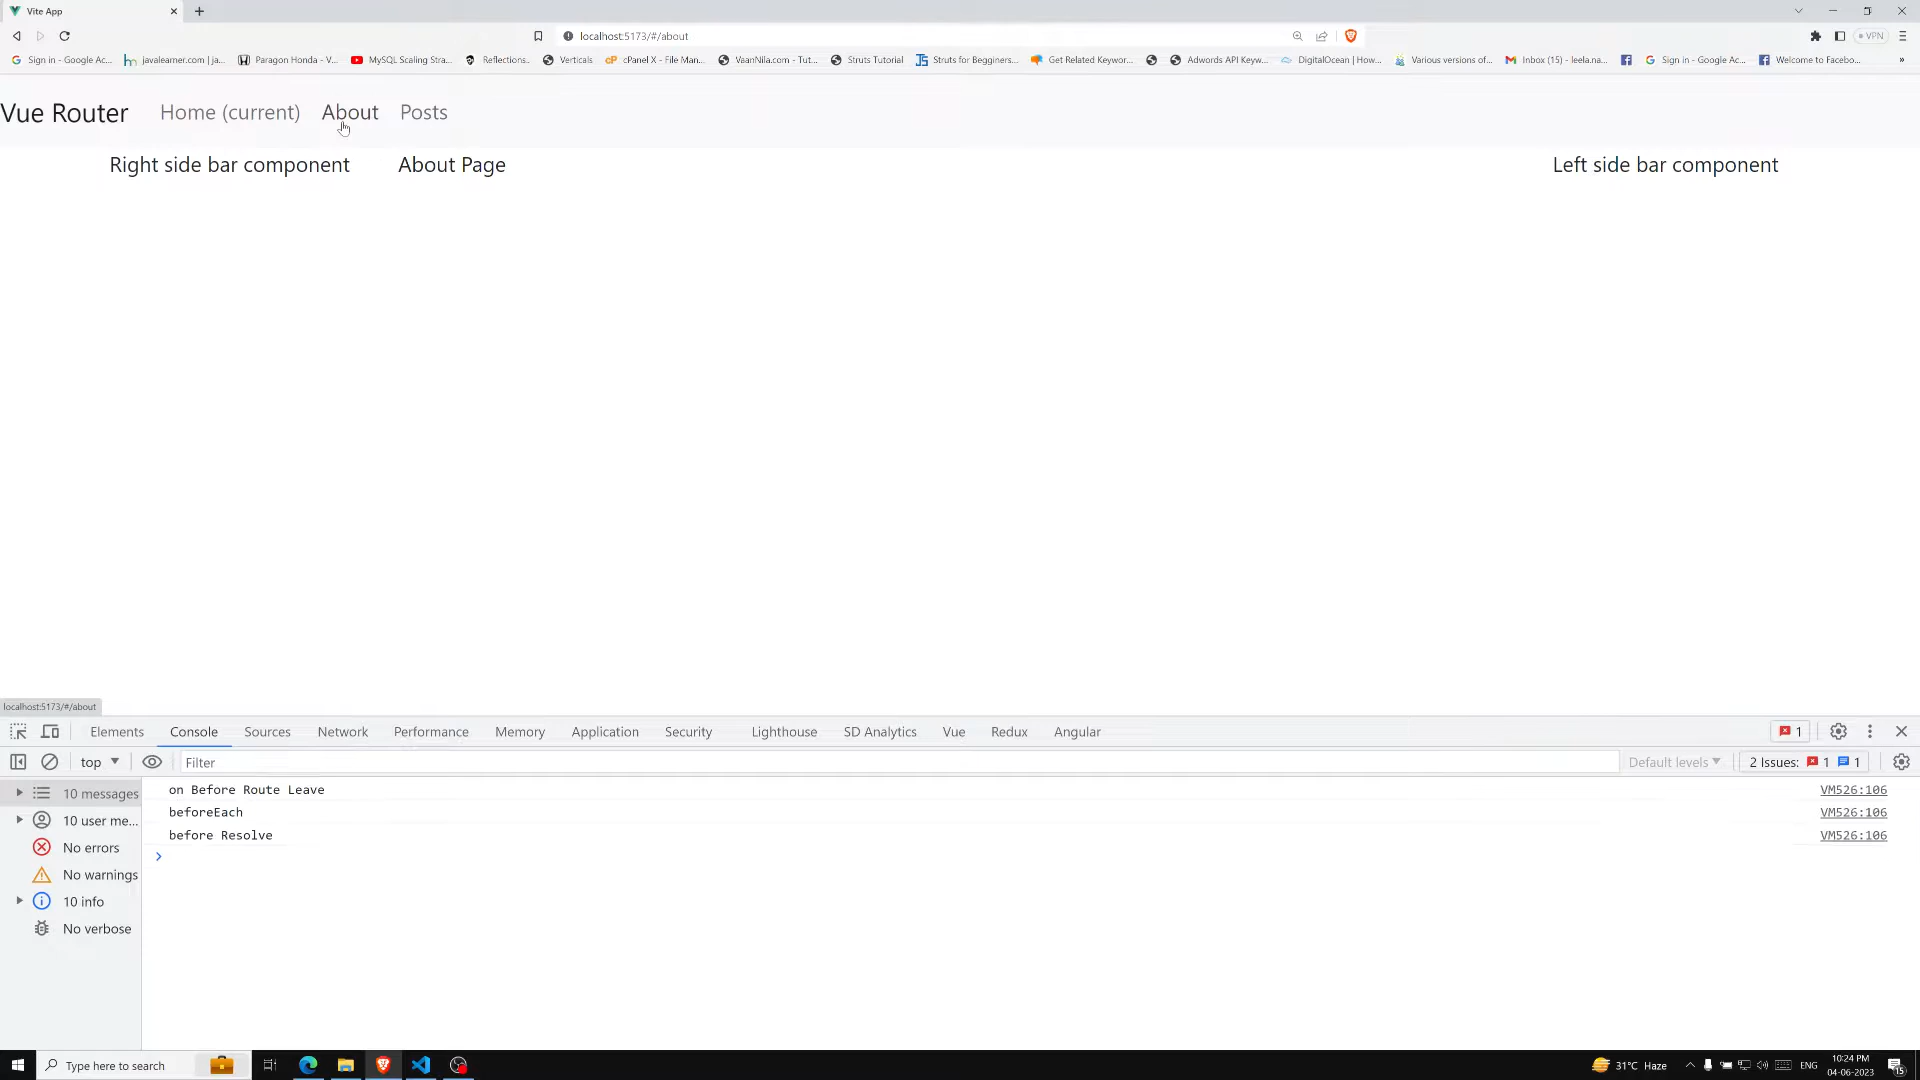 Vite App
localhost:5173/#/about
VPN
Sign in - Google Ac... javalearner.com | ja... Paragon Honda - V... MySQL Scaling Stra... Reflections.. Verticals cPanel X - File Man... VaanNila.com - Tut... Struts Tutorial Struts for Begginers... Get Related Keywor... Adwords API Keyw... DigitalOcean | How... Various versions of... Inbox (15) - leela.na... Sign in - Google Ac... Welcome to Facebo...
Vue Router Home (current) About Posts
Right side bar component About Page Left side bar component
localhost:5173/#/about
Elements Console Sources Network Performance Memory Application Security Lighthouse SD Analytics Vue Redux Angular 1
top Filter Default levels 2 Issues: 1 1
10 messages
10 user me...
No errors
No warnings
10 info
No verbose
on Before Route Leave VM526:106
beforeEach VM526:106
before Resolve VM526:106
Type here to search
31°C Haze ENG 10:24 PM
04-06-2023
15